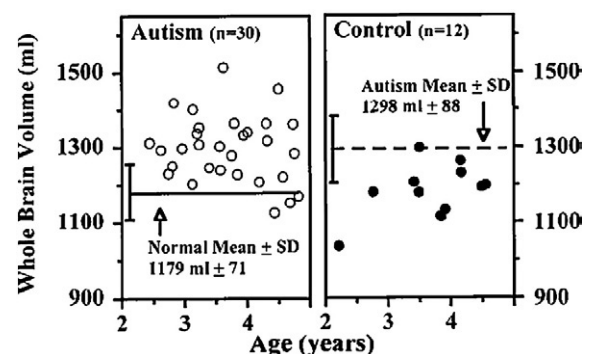 Autism (n=30)
Control (n=12)
Whole Brain Volume (ml)
1500
1300
1100
900
Normal Mean ± SD
1179 ml ± 71
Autism Mean ± SD
1298 ml ± 88
1500
1300
1100
900
2 3 4
2 3 4
Age (years)